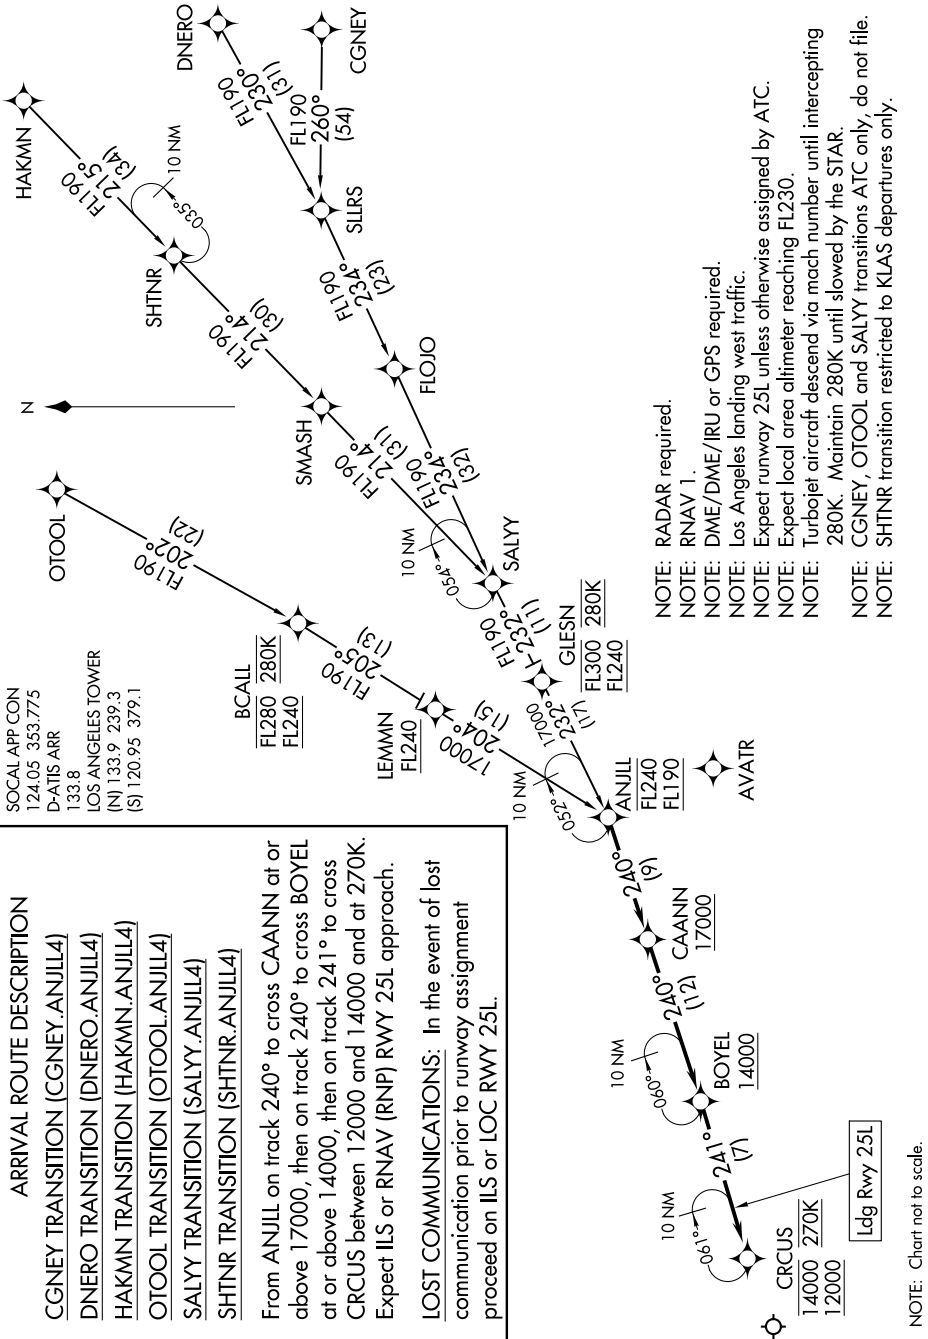 SOCAL APP CON
124.05 353.775
D-ATIS ARR
133.8
LOS ANGELES TOWER
(N) 133.9 239.3
(S) 120.95 379.1
ARRIVAL ROUTE DESCRIPTION
CGNEY TRANSITION (CGNEY.ANJLL4)
DNERO TRANSITION (DNERO.ANJLL4)
HAKMN TRANSITION (HAKMN.ANJLL4)
OTOOL TRANSITION (OTOOL.ANJLL4)
SALYY TRANSITION (SALYY.ANJLL4)
SHTNR TRANSITION (SHTNR.ANJLL4)
From ANJLL on track 240° to cross CAANN at or
above 17000, then on track 240° to cross BOYEL
at or above 14000, then on track 241° to cross
CRCUS between 12000 and 14000 and at 270K.
Expect ILS or RNAV (RNP) RWY 25L approach.
LOST COMMUNICATIONS: In the event of lost
communication prior to runway assignment
proceed on ILS or LOC RWY 25L.
N
HAKMN
FL190
215°
(34)
10 NM
035°
SHTNR
FL190
214°
(30)
SMASH
FL190
214°
(31)
DNERO
FL190
230°
(31)
CGNEY
FL190
260°
(54)
SLLRS
FL190
234°
(23)
FLOJO
FL190
234°
(32)
10 NM
054°
SALYY
FL190
232°
(11)
GLESN
FL300 280K
FL240
17000
232°
(17)
OTOOL
FL190
202°
(22)
BCALL
FL280 280K
FL240
FL190
205°
(13)
LEMMN
FL240
17000
204°
(15)
10 NM
052°
ANJLL
FL240
FL190
AVATR
240°
(9)
CAANN
17000
240°
(12)
10 NM
060°
BOYEL
14000
241°
(7)
10 NM
061°
CRCUS
14000 270K
12000
Ldg Rwy 25L
NOTE: RADAR required.
NOTE: RNAV 1.
NOTE: DME/DME/IRU or GPS required.
NOTE: Los Angeles landing west traffic.
NOTE: Expect runway 25L unless otherwise assigned by ATC.
NOTE: Expect local area altimeter reaching FL230.
NOTE: Turbojet aircraft descend via mach number until intercepting
280K. Maintain 280K until slowed by the STAR.
NOTE: CGNEY, OTOOL and SALYY transitions ATC only, do not file.
NOTE: SHTNR transition restricted to KLAS departures only.
NOTE: Chart not to scale.